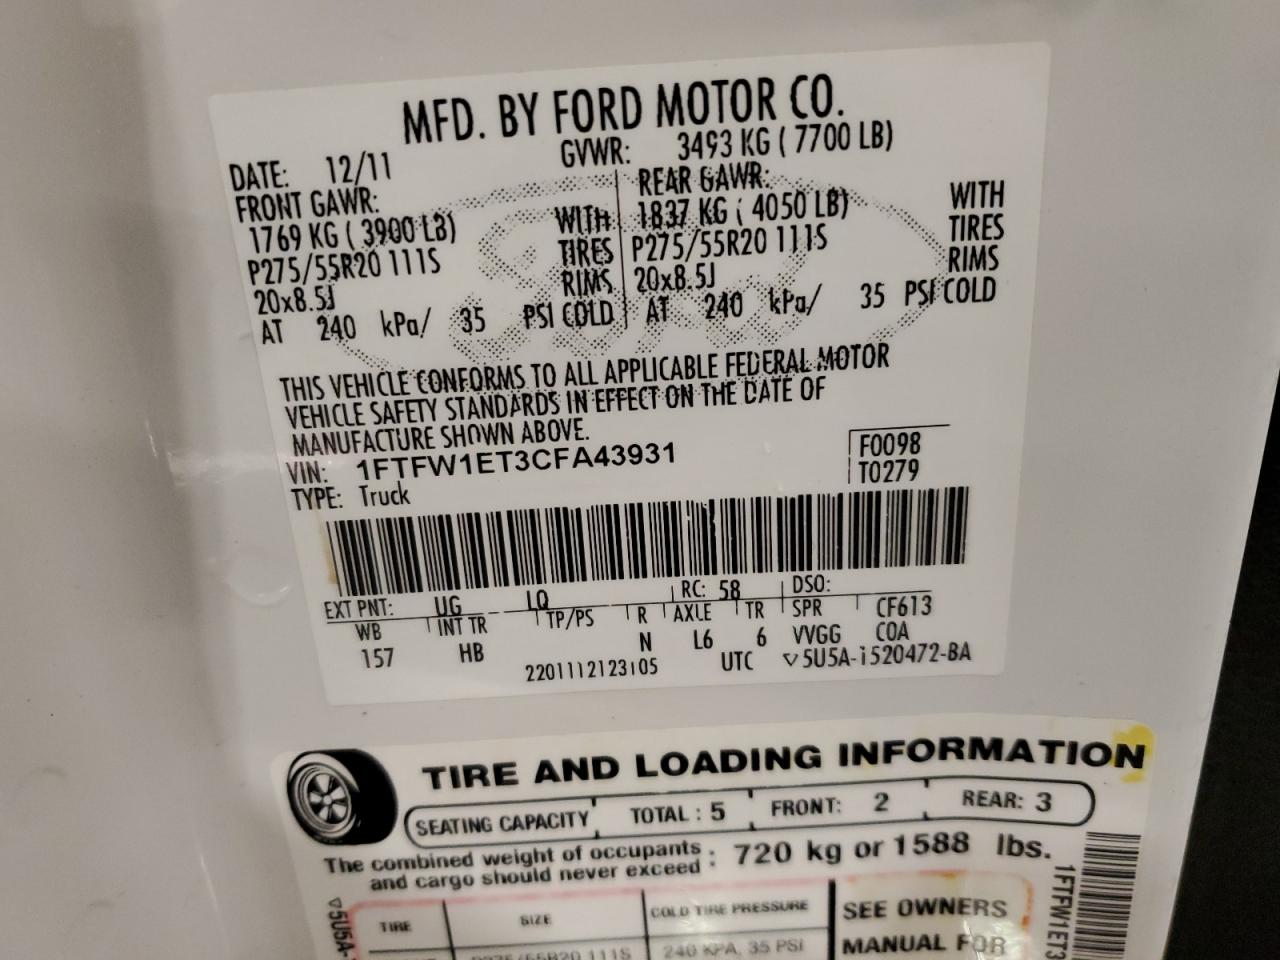 MFD. BY FORD MOTOR CO.
DATE: 12/11 GVWR: 3493 KG ( 7700 LB)
FRONT GAWR: REAR GAWR:
1769 KG ( 3900 LB) WITH 1837 KG ( 4050 LB) WITH
P275/55R20 111S TIRES P275/55R20 111S TIRES
20x8.5J RIMS 20x8.5J RIMS
AT 240 kPa/ 35 PSI COLD AT 240 kPa/ 35 PSI COLD
THIS VEHICLE CONFORMS TO ALL APPLICABLE FEDERAL MOTOR
VEHICLE SAFETY STANDARDS IN EFFECT ON THE DATE OF
MANUFACTURE SHOWN ABOVE.
VIN: 1FTFW1ET3CFA43931
TYPE: Truck
F0098
T0279
EXT PNT: UG LQ RC: 58 DSO:
WB INT TR TP/PS R AXLE TR SPR CF613
157 HB N L6 6 VVGG COA
2201112123105 UTC ▽5U5A-1520472-BA
TIRE AND LOADING INFORMATION
SEATING CAPACITY TOTAL : 5 FRONT: 2 REAR: 3
The combined weight of occupants and cargo should never exceed : 720 kg or 1588 lbs.
TIRE SIZE COLD TIRE PRESSURE SEE OWNERS
P275/55R20 111S 240 KPA, 35 PSI MANUAL FOR
▽5U5A-
1FTFW1ET3